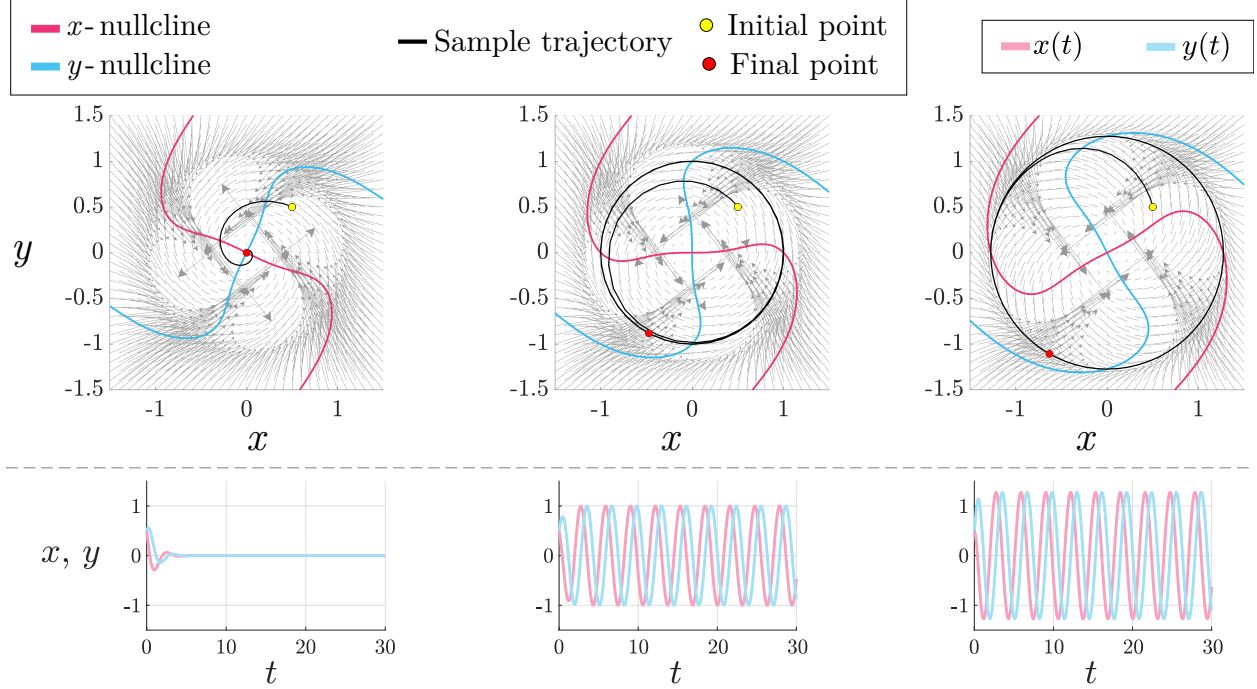 x- nullcline
y- nullcline
Sample trajectory
Initial point
Final point
x(t) y(t)
1.5 1.5 1.5
1 1 1
0.5 0.5 0.5
y 0 0 0
-0.5 -0.5 -0.5
-1 -1 -1
-1.5 -1.5 -1.5
-1 0 1 -1 0 1 -1 0 1
x x x
1 1 1
x, y 0 0 0
-1 -1 -1
0 10 20 30 0 10 20 30 0 10 20 30
t t t